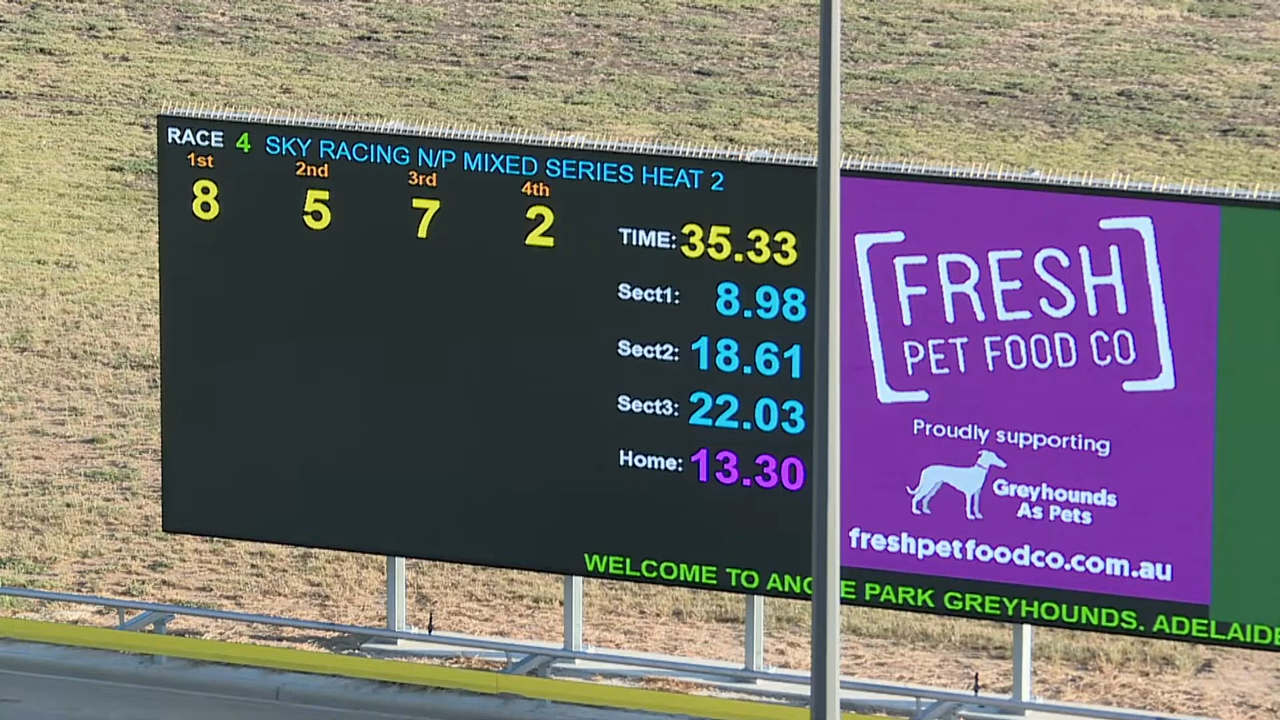 RACE 4 SKY RACING N/P MIXED SERIES HEAT 2
1st 2nd 3rd 4th
8 5 7 2
TIME: 35.33
Sect1: 8.98
Sect2: 18.61
Sect3: 22.03
Home: 13.30
FRESH
PET FOOD CO
Proudly supporting
Greyhounds
As Pets
freshpetfoodco.com.au
WELCOME TO ANG E PARK GREYHOUNDS. ADELAIDE